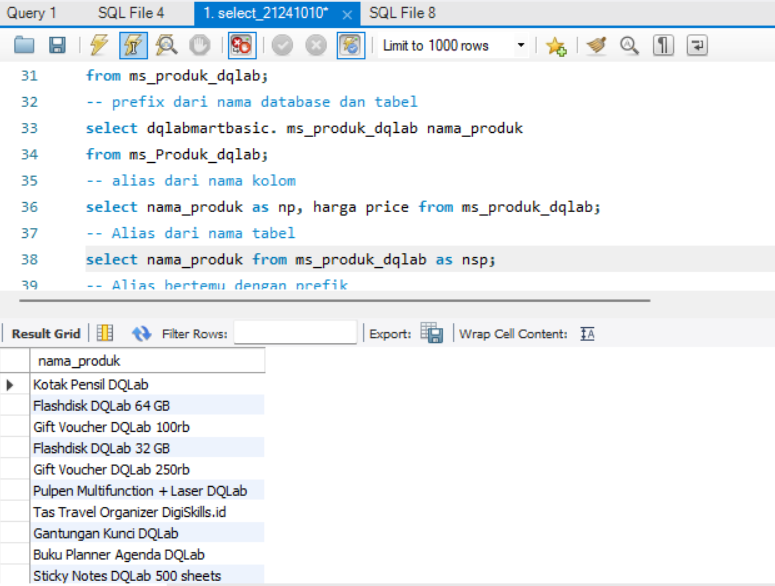 Query 1 SQL File 4 1. select_21241010* × SQL File 8
Limit to 1000 rows
31 from ms_produk_dqlab;
32 -- prefix dari nama database dan tabel
33 select dqlabmartbasic. ms_produk_dqlab nama_produk
34 from ms_Produk_dqlab;
35 -- alias dari nama kolom
36 select nama_produk as np, harga price from ms_produk_dqlab;
37 -- Alias dari nama tabel
38 select nama_produk from ms_produk_dqlab as nsp;
39 -- Alias bertemu dengan prefik
Result Grid Filter Rows: Export: Wrap Cell Content:
nama_produk
Kotak Pensil DQLab
Flashdisk DQLab 64 GB
Gift Voucher DQLab 100rb
Flashdisk DQLab 32 GB
Gift Voucher DQLab 250rb
Pulpen Multifunction + Laser DQLab
Tas Travel Organizer DigiSkills.id
Gantungan Kunci DQLab
Buku Planner Agenda DQLab
Sticky Notes DQLab 500 sheets